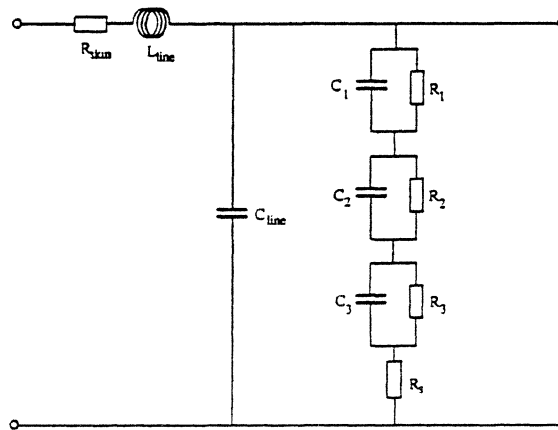 R_skin L_line
C_1 R_1
C_2 R_2
C_line
C_3 R_3
R_s